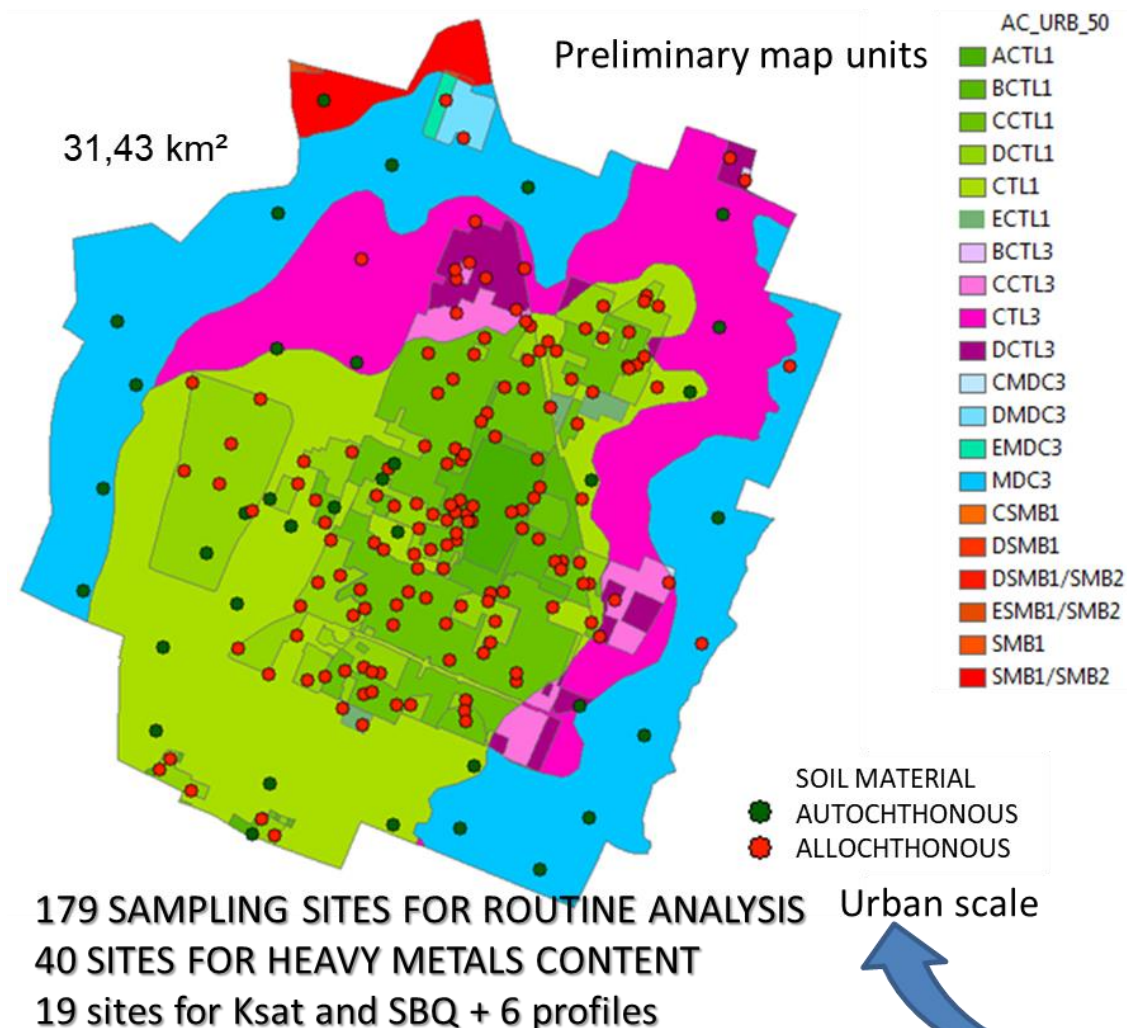 Preliminary map units
31,43 km²
AC_URB_50
ACTL1
BCTL1
CCTL1
DCTL1
CTL1
ECTL1
BCTL3
CCTL3
CTL3
DCTL3
CMDC3
DMDC3
EMDC3
MDC3
CSMB1
DSMB1
DSMB1/SMB2
ESMB1/SMB2
SMB1
SMB1/SMB2
SOIL MATERIAL
AUTOCHTHONOUS
ALLOCHTHONOUS
179 SAMPLING SITES FOR ROUTINE ANALYSIS
Urban scale
40 SITES FOR HEAVY METALS CONTENT
19 sites for Ksat and SBQ + 6 profiles